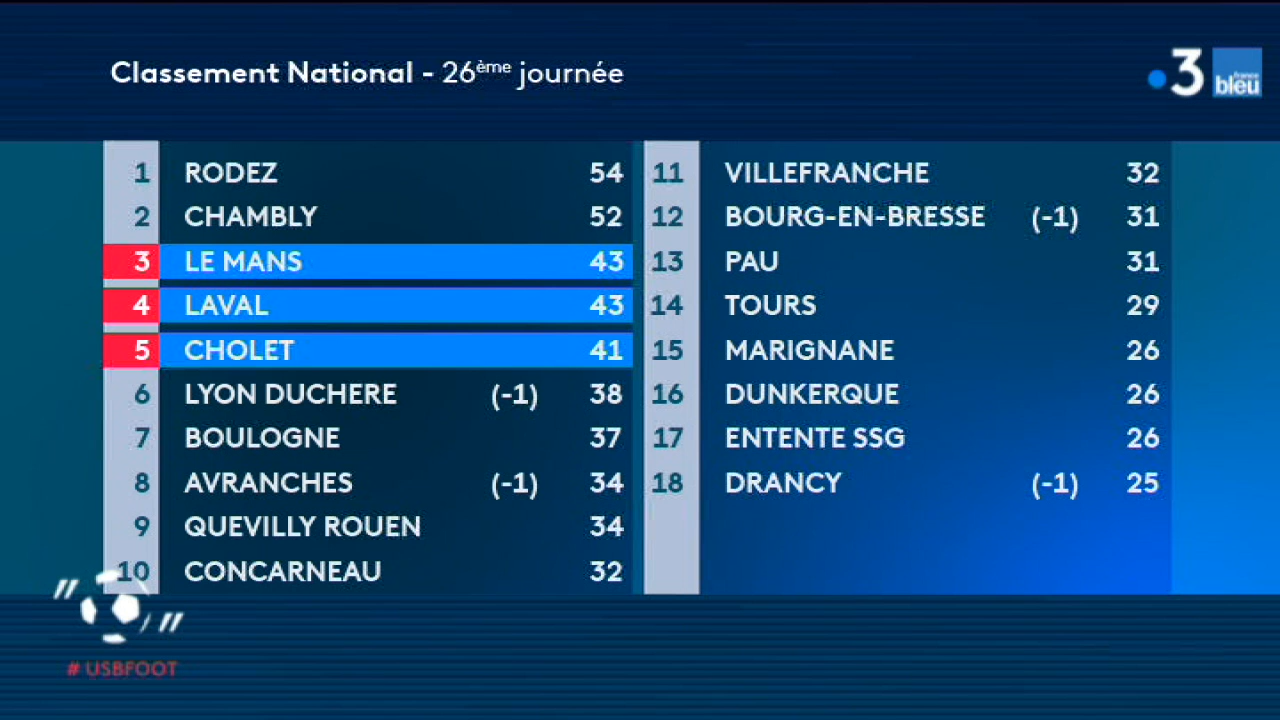 Classement National - 26ème journée
3 france bleu
1 RODEZ 54
2 CHAMBLY 52
3 LE MANS 43
4 LAVAL 43
5 CHOLET 41
6 LYON DUCHERE (-1) 38
7 BOULOGNE 37
8 AVRANCHES (-1) 34
9 QUEVILLY ROUEN 34
10 CONCARNEAU 32
11 VILLEFRANCHE 32
12 BOURG-EN-BRESSE (-1) 31
13 PAU 31
14 TOURS 29
15 MARIGNANE 26
16 DUNKERQUE 26
17 ENTENTE SSG 26
18 DRANCY (-1) 25
# USBFOOT